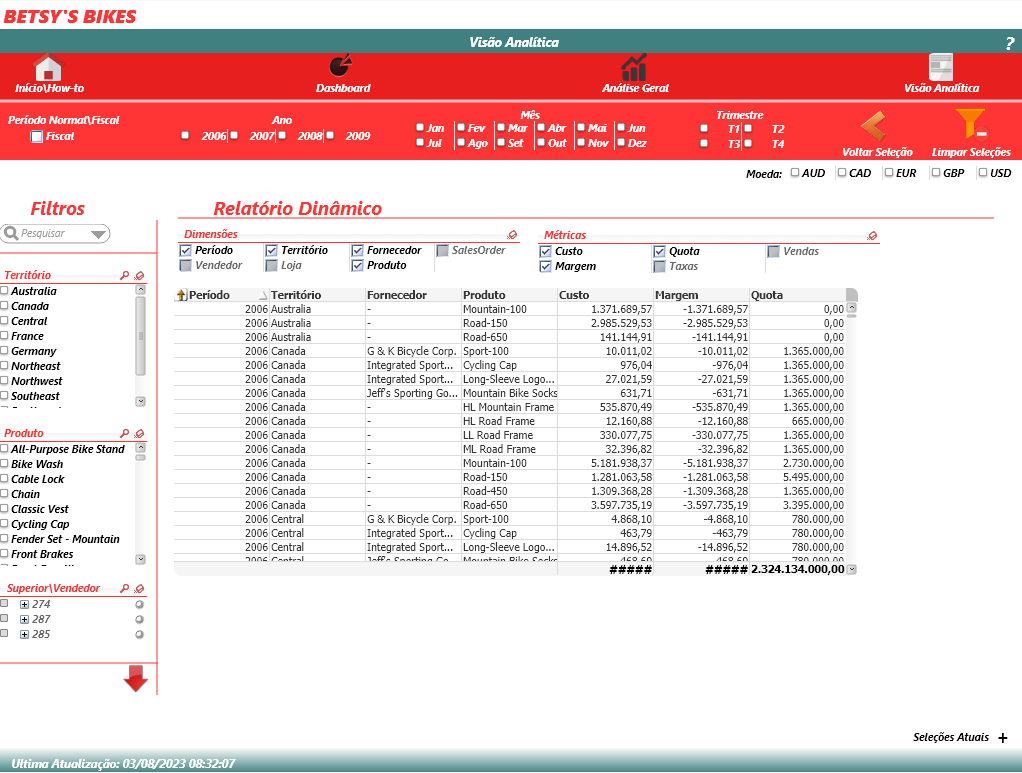 BETSY'S BIKES
Visão Analítica ?
Início\How-to Dashboard Análise Geral Visão Analítica
Período Normal\Fiscal Ano Mês Trimestre
Fiscal 2006 2007 2008 2009
Jan Fev Mar Abr Mai Jun T1 T2
Jul Ago Set Out Nov Dez T3 T4
Voltar Seleção Limpar Seleções
Moeda: AUD CAD EUR GBP USD
Filtros
Pesquisar
Território
Australia
Canada
Central
France
Germany
Northeast
Northwest
Southeast
Produto
All-Purpose Bike Stand
Bike Wash
Cable Lock
Chain
Classic Vest
Cycling Cap
Fender Set - Mountain
Front Brakes
Superior\Vendedor
274
287
285
Relatório Dinâmico
Dimensões Métricas
Período Território Fornecedor SalesOrder Custo Quota Vendas
Vendedor Loja Produto Margem Taxas
Período Território Fornecedor Produto Custo Margem Quota
2006 Australia - Mountain-100 1.371.689,57 -1.371.689,57 0,00
2006 Australia - Road-150 2.985.529,53 -2.985.529,53 0,00
2006 Australia - Road-650 141.144,91 -141.144,91 0,00
2006 Canada G & K Bicycle Corp. Sport-100 10.011,02 -10.011,02 1.365.000,00
2006 Canada Integrated Sport... Cycling Cap 976,04 -976,04 1.365.000,00
2006 Canada Integrated Sport... Long-Sleeve Logo... 27.021,59 -27.021,59 1.365.000,00
2006 Canada Jeff's Sporting Go... Mountain Bike Socks 631,71 -631,71 1.365.000,00
2006 Canada - HL Mountain Frame 535.870,49 -535.870,49 1.365.000,00
2006 Canada - HL Road Frame 12.160,88 -12.160,88 665.000,00
2006 Canada - LL Road Frame 330.077,75 -330.077,75 1.365.000,00
2006 Canada - ML Road Frame 32.396,82 -32.396,82 1.365.000,00
2006 Canada - Mountain-100 5.181.938,37 -5.181.938,37 2.730.000,00
2006 Canada - Road-150 1.281.063,58 -1.281.063,58 5.495.000,00
2006 Canada - Road-450 1.309.368,28 -1.309.368,28 1.365.000,00
2006 Canada - Road-650 3.597.735,19 -3.597.735,19 3.395.000,00
2006 Central G & K Bicycle Corp. Sport-100 4.868,10 -4.868,10 780.000,00
2006 Central Integrated Sport... Cycling Cap 463,79 -463,79 780.000,00
2006 Central Integrated Sport... Long-Sleeve Logo... 14.896,52 -14.896,52 780.000,00
2006 Central Jeff's Sporting Go... Mountain Bike Socks 468,60 -468,60 780.000,00
##### ##### 2.324.134.000,00
Seleções Atuais +
Ultima Atualização: 03/08/2023 08:32:07